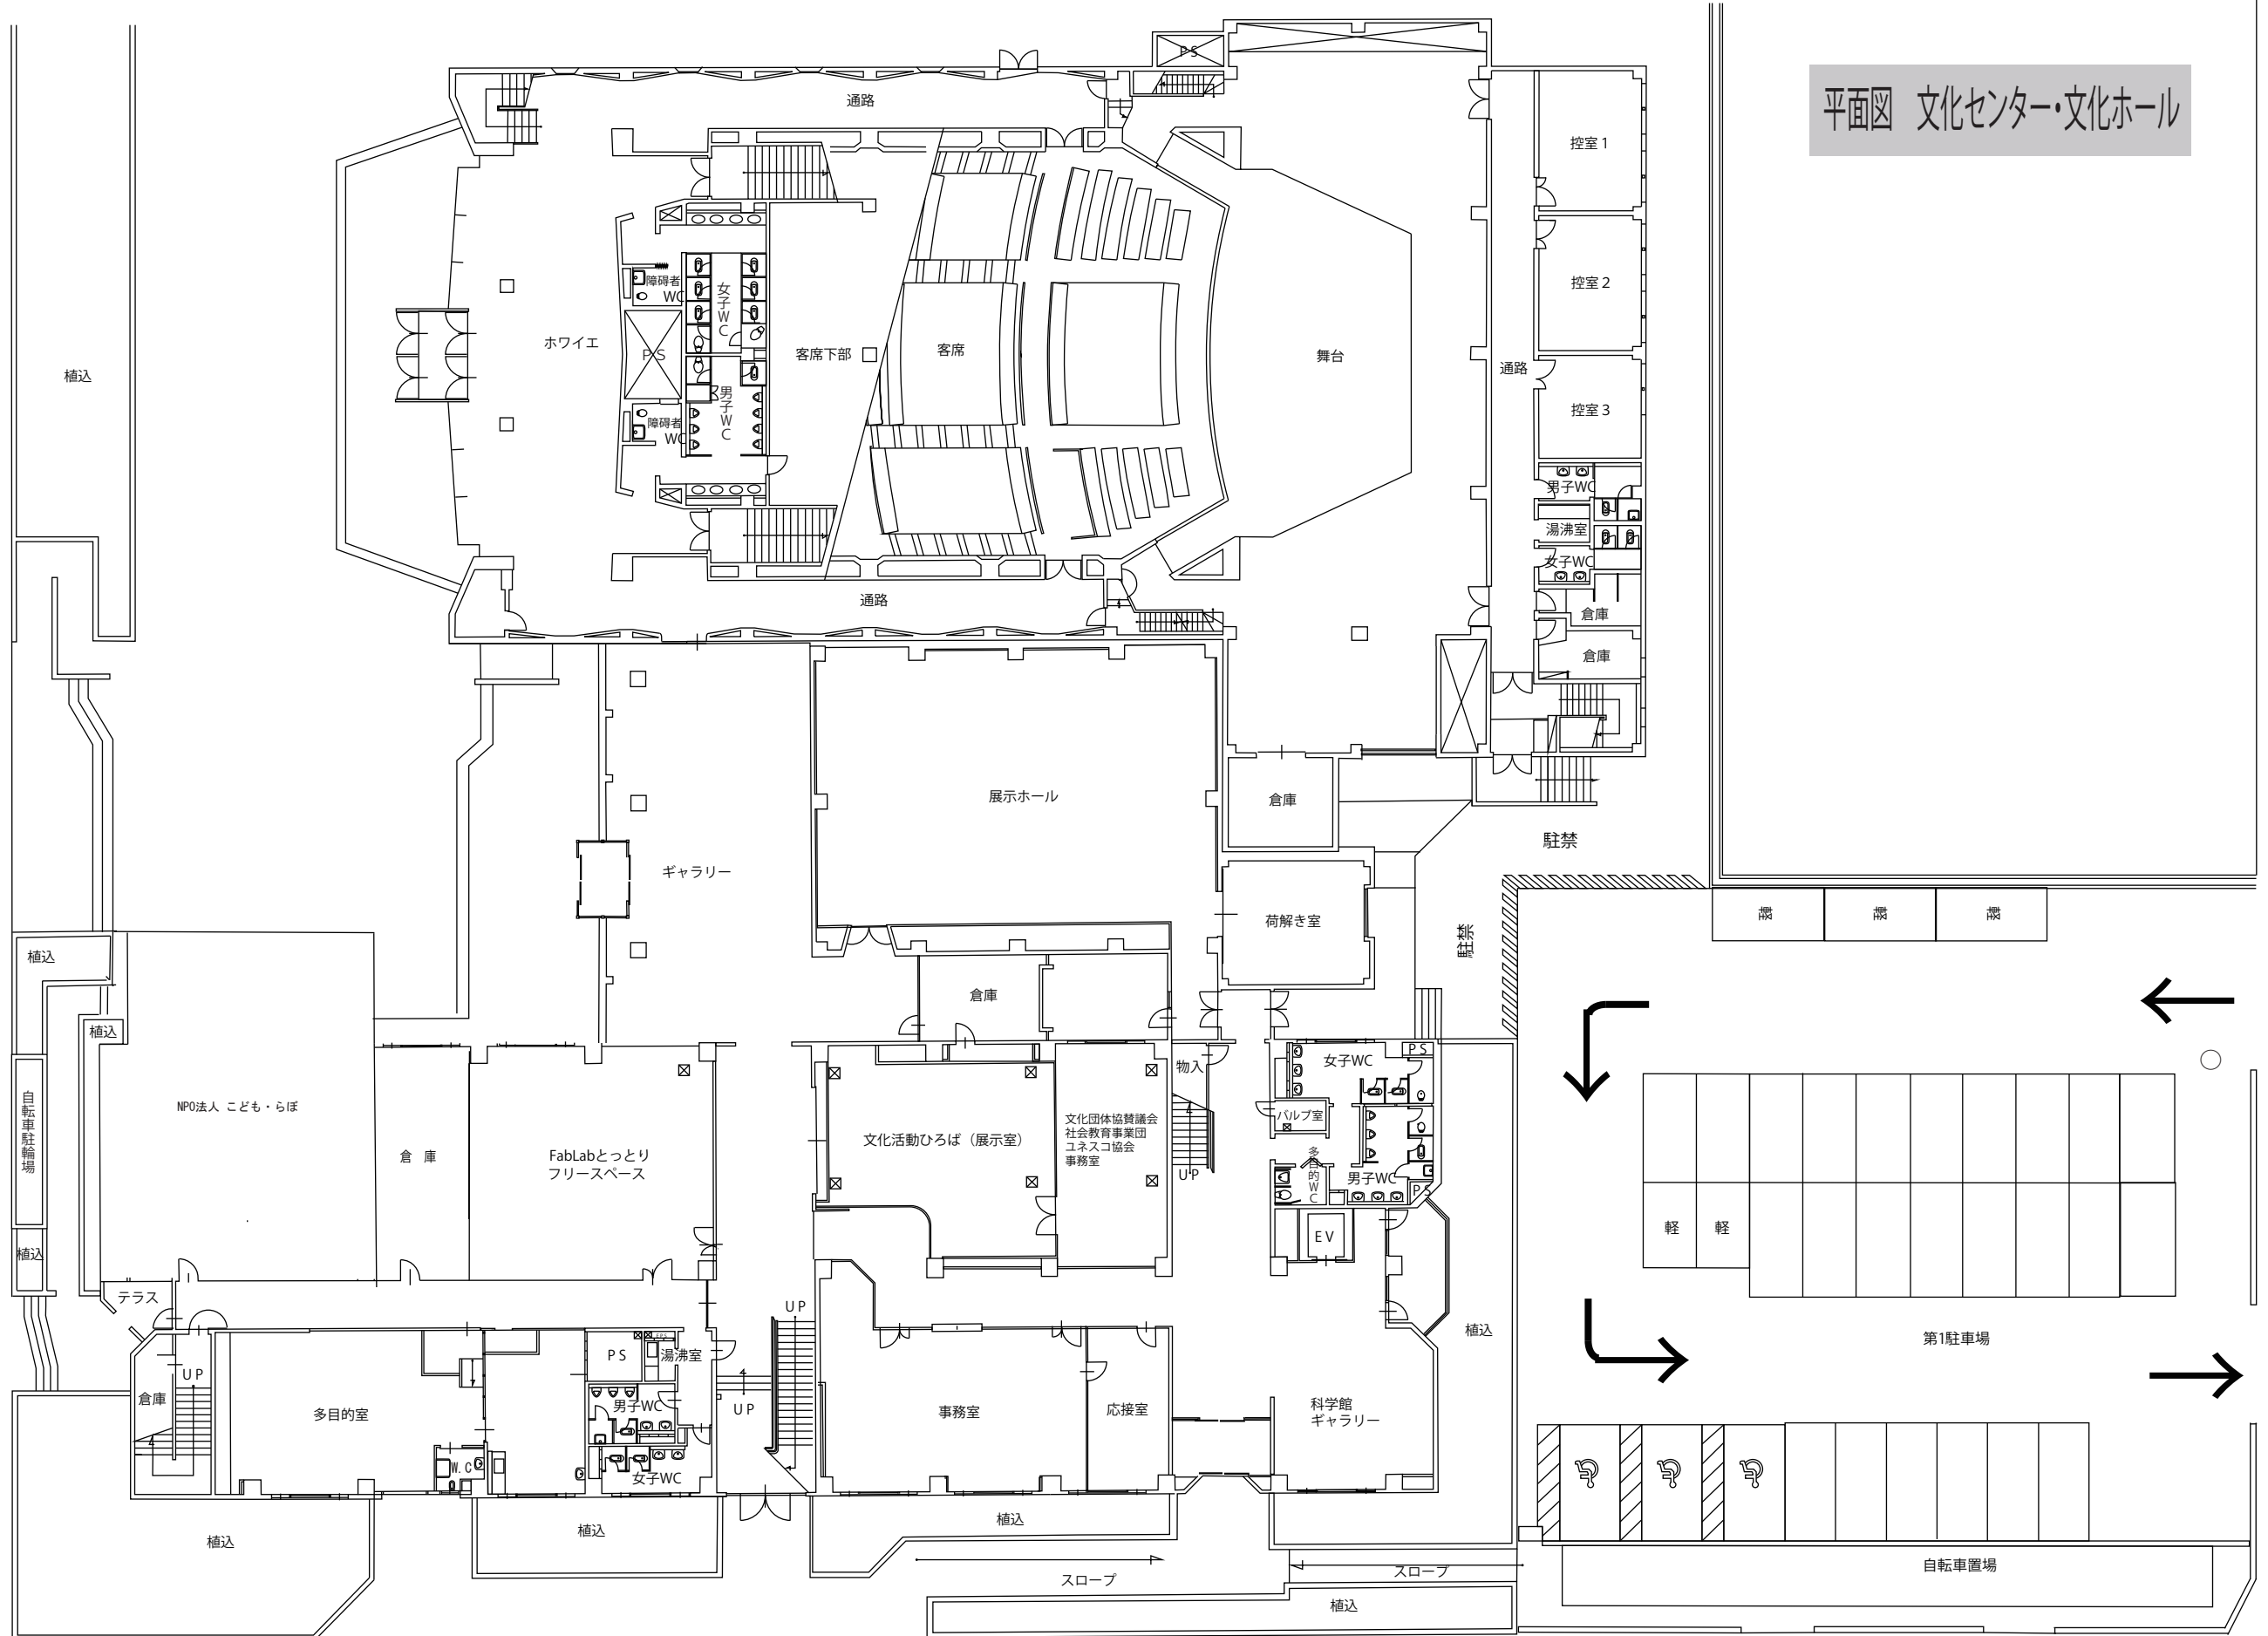 平面図　文化センター・文化ホール
PS
通路
控室1
控室2
控室3
植込
ホワイエ
障碍者
WC
女子WC
PS
障碍者
WC
男子WC
客席下部
客席
舞台
通路
男子WC
湯沸室
女子WC
倉庫
倉庫
通路
展示ホール
倉庫
駐禁
ギャラリー
荷解き室
駐禁
軽
軽
軽
植込
植込
倉庫
自転車駐輪場
植込
NPO法人 こども・らぼ
倉　庫
FabLabとっとり
フリースペース
文化活動ひろば（展示室）
文化団体協賛議会
社会教育事業団
ユネスコ協会
事務室
物入
UP
女子WC
PS
バルブ室
多目的WC
男子WC
PS
EV
軽
軽
テラス
UP
倉庫
UP
多目的室
W.C
PS
湯沸室
男子WC
女子WC
UP
事務室
応接室
科学館
ギャラリー
植込
第1駐車場
植込
植込
植込
スロープ
スロープ
植込
自転車置場